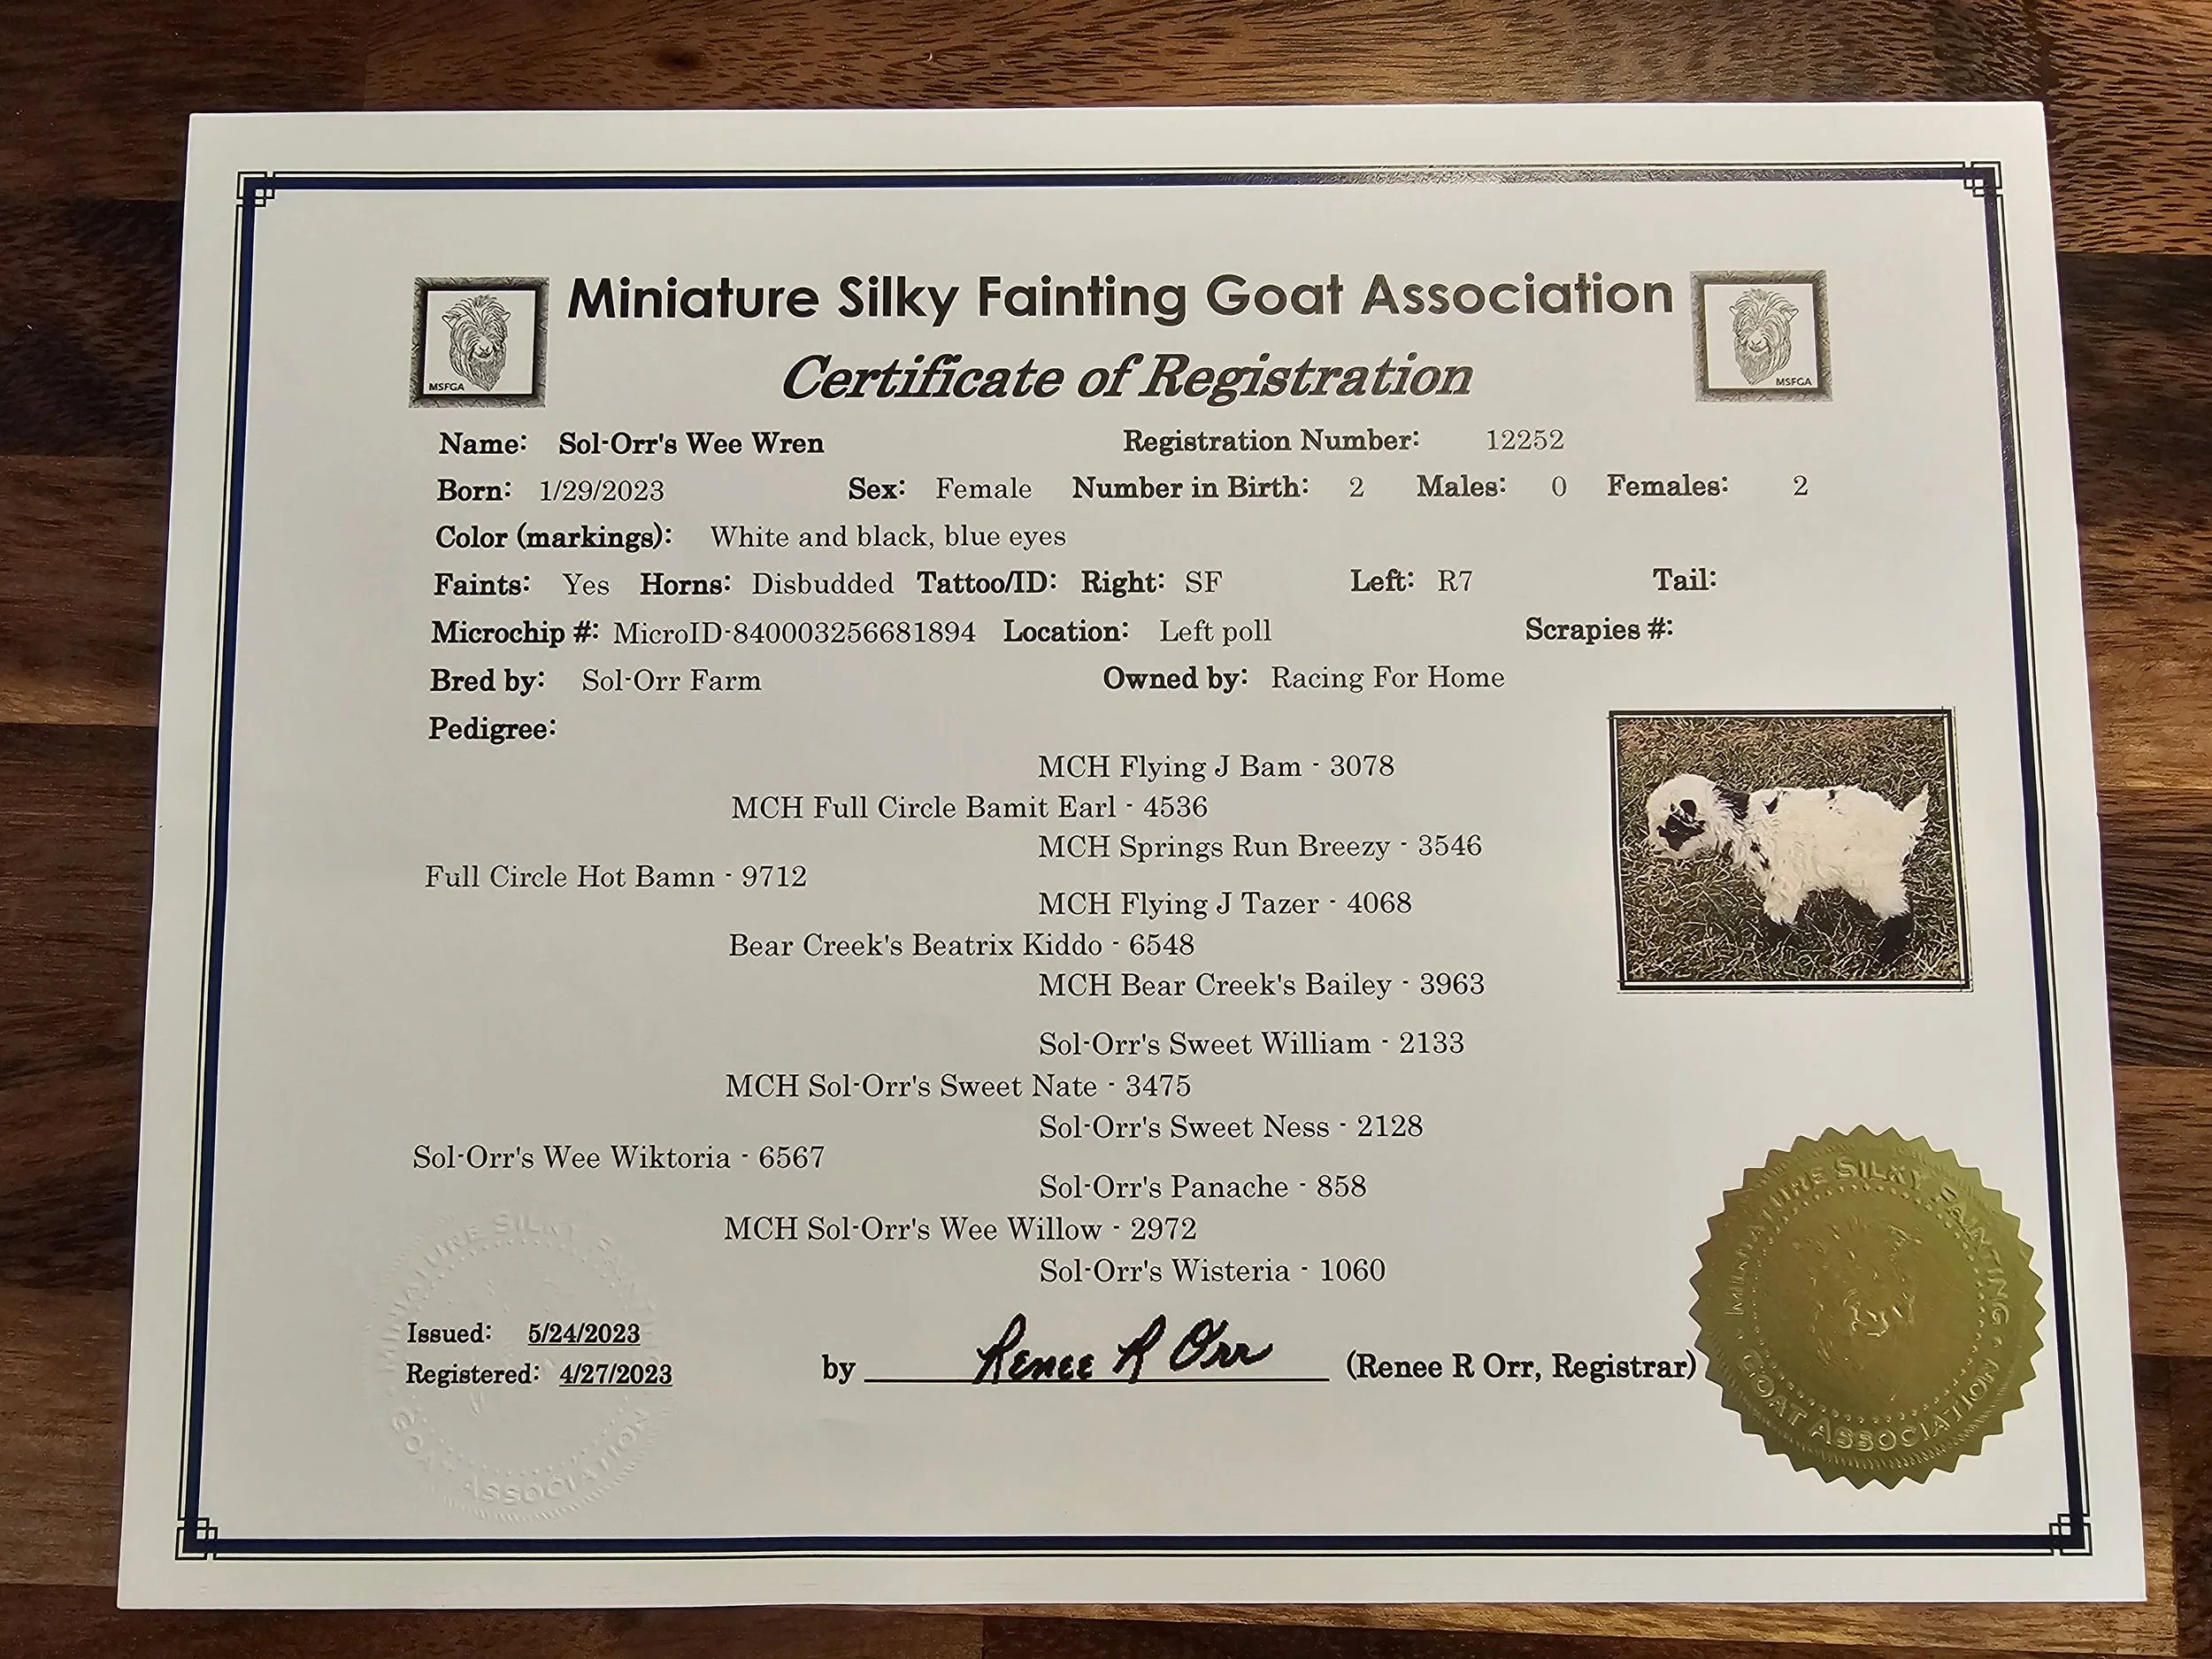 Miniature Silky Fainting Goat Association
MSFGA
MSFGA
Certificate of Registration
Name: Sol-Orr's Wee Wren Registration Number: 12252
Born: 1/29/2023 Sex: Female Number in Birth: 2 Males: 0 Females: 2
Color (markings): White and black, blue eyes
Faints: Yes Horns: Disbudded Tattoo/ID: Right: SF Left: R7 Tail:
Microchip #: MicroID-840003256681894 Location: Left poll Scrapies #:
Bred by: Sol-Orr Farm Owned by: Racing For Home
Pedigree:
MCH Flying J Bam - 3078
MCH Full Circle Bamit Earl - 4536
MCH Springs Run Breezy - 3546
Full Circle Hot Bamn - 9712
MCH Flying J Tazer - 4068
Bear Creek's Beatrix Kiddo - 6548
MCH Bear Creek's Bailey - 3963
Sol-Orr's Sweet William - 2133
MCH Sol-Orr's Sweet Nate - 3475
Sol-Orr's Sweet Ness - 2128
Sol-Orr's Wee Wiktoria - 6567
Sol-Orr's Panache - 858
MCH Sol-Orr's Wee Willow - 2972
Sol-Orr's Wisteria - 1060
Issued: 5/24/2023
Registered: 4/27/2023
by Renee R Orr (Renee R Orr, Registrar)
MINIATURE SILKY FAINTING
GOAT ASSOCIATION
MINIATURE SILKY FAINTING
GOAT ASSOCIATION